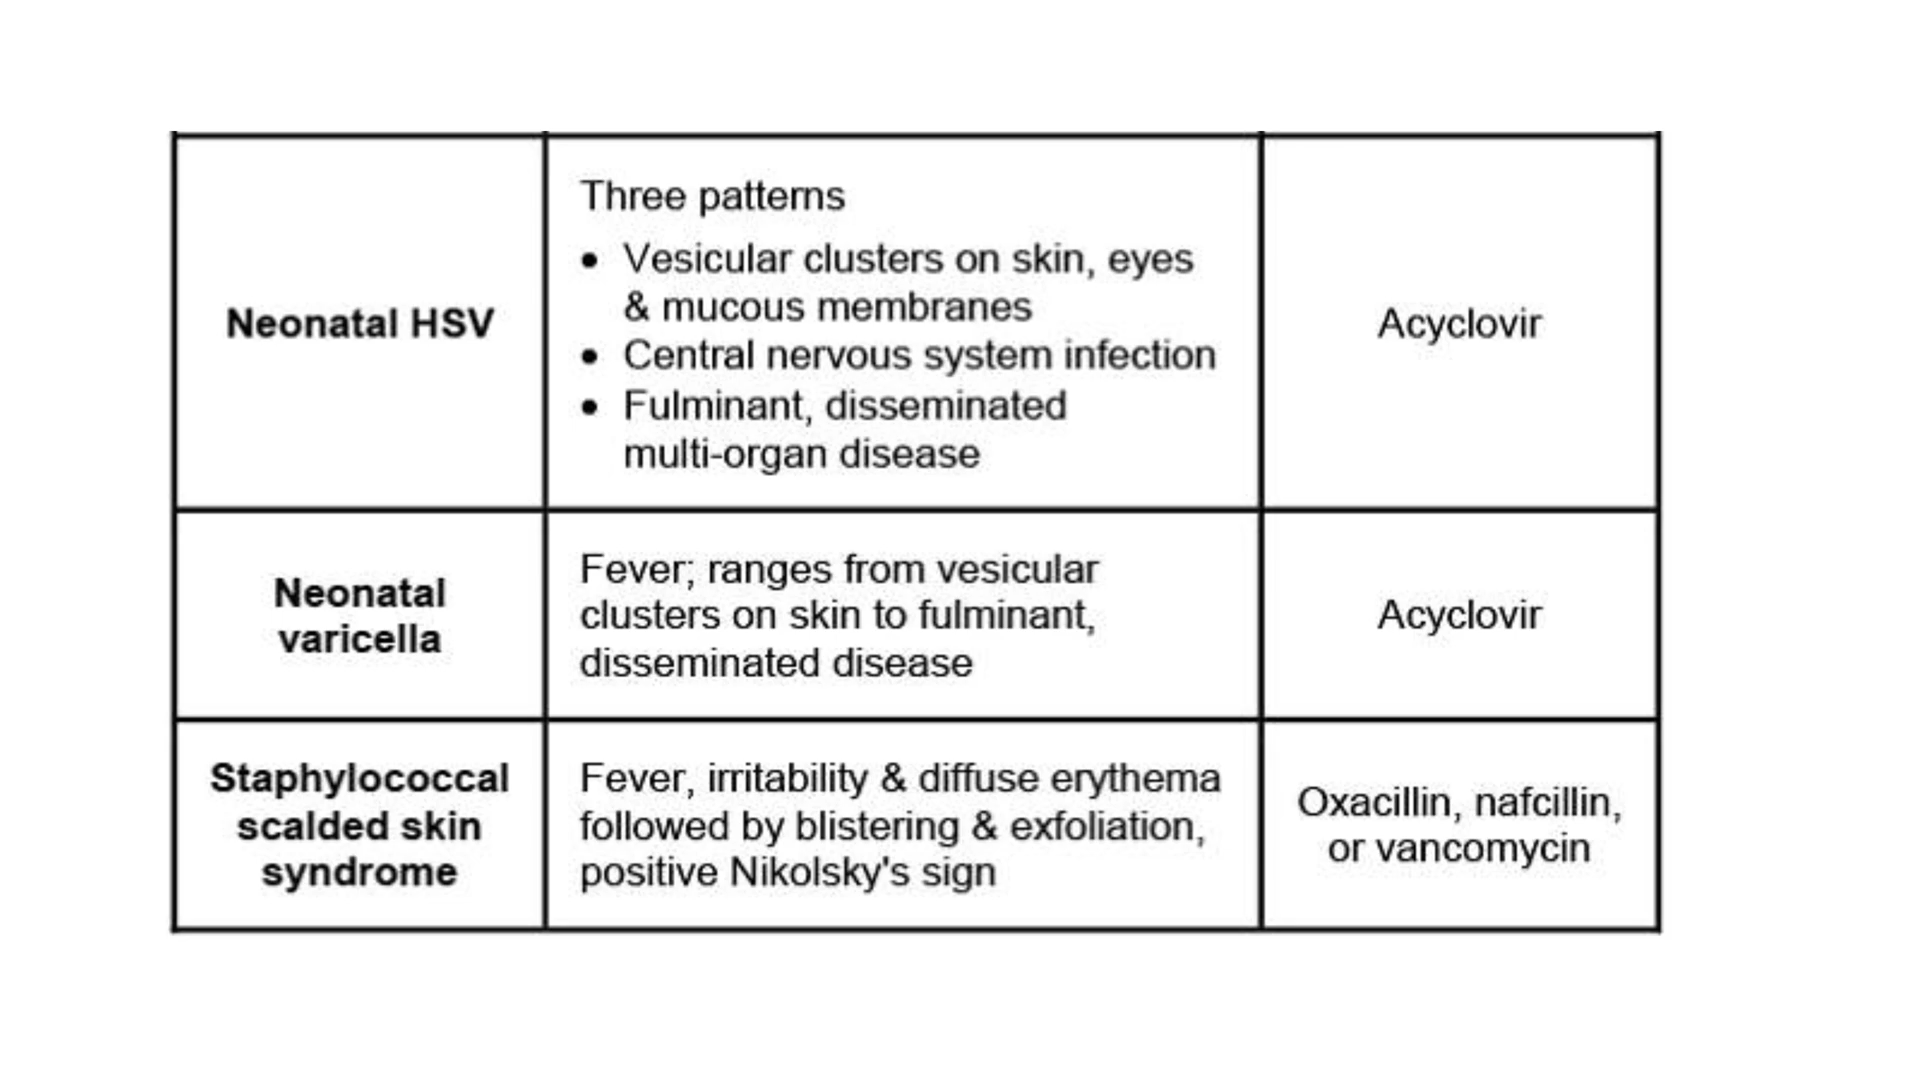 Neonatal HSV
Three patterns
• Vesicular clusters on skin, eyes
& mucous membranes
• Central nervous system infection
• Fulminant, disseminated
multi-organ disease
Acyclovir
Neonatal
varicella
Fever; ranges from vesicular
clusters on skin to fulminant,
disseminated disease
Acyclovir
Staphylococcal
scalded skin
syndrome
Fever, irritability & diffuse erythema
followed by blistering & exfoliation,
positive Nikolsky's sign
Oxacillin, nafcillin,
or vancomycin